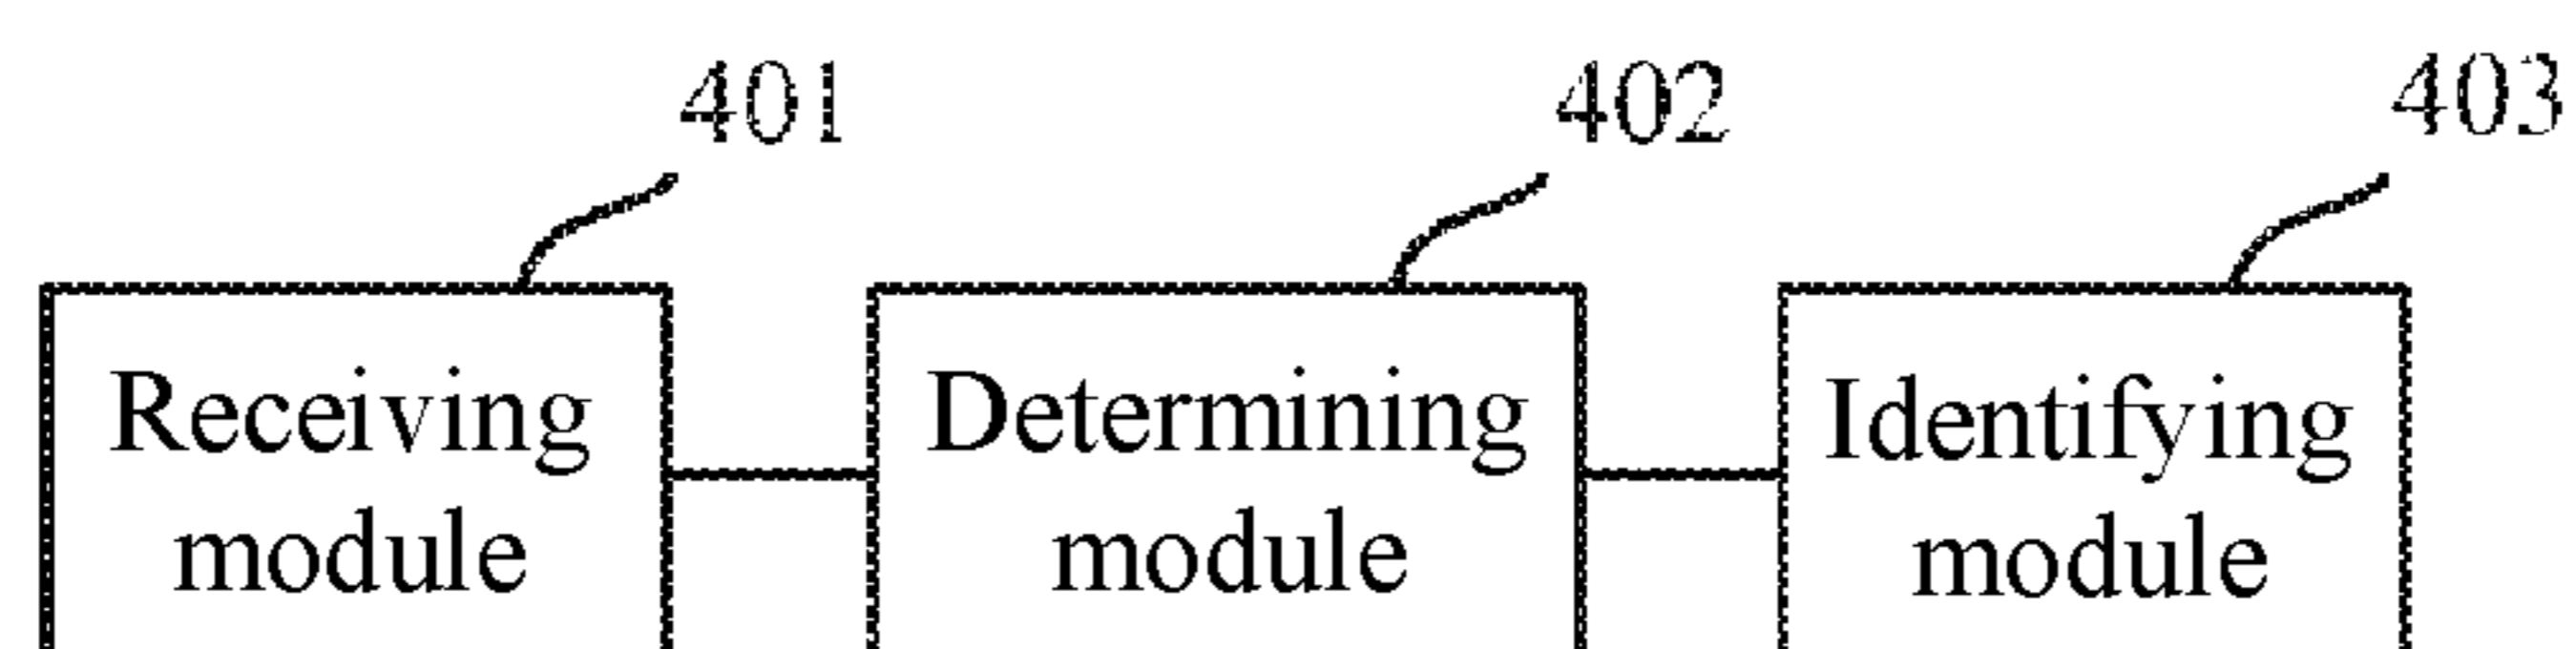 401
402
403
Receiving
module
Determining
module
Identifying
module